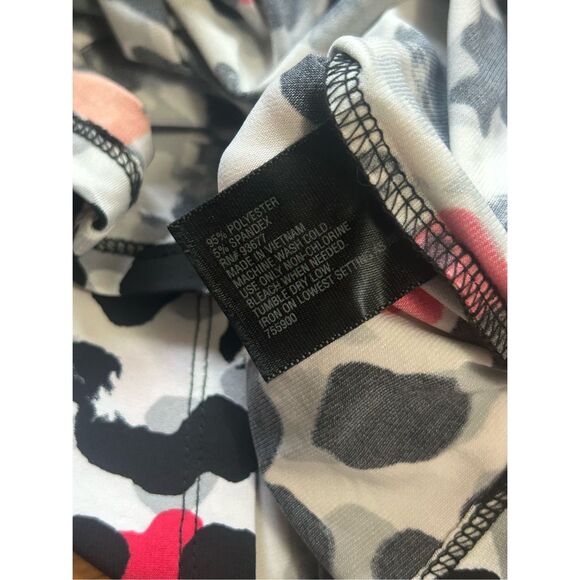 95% POLYESTER
5% SPANDEX
RN# 99677
MADE IN VIETNAM
MACHINE WASH COLD
USE ONLY NON-CHLORINE
BLEACH WHEN NEEDED.
TUMBLE DRY LOW
IRON ON LOWEST SETTING
755900